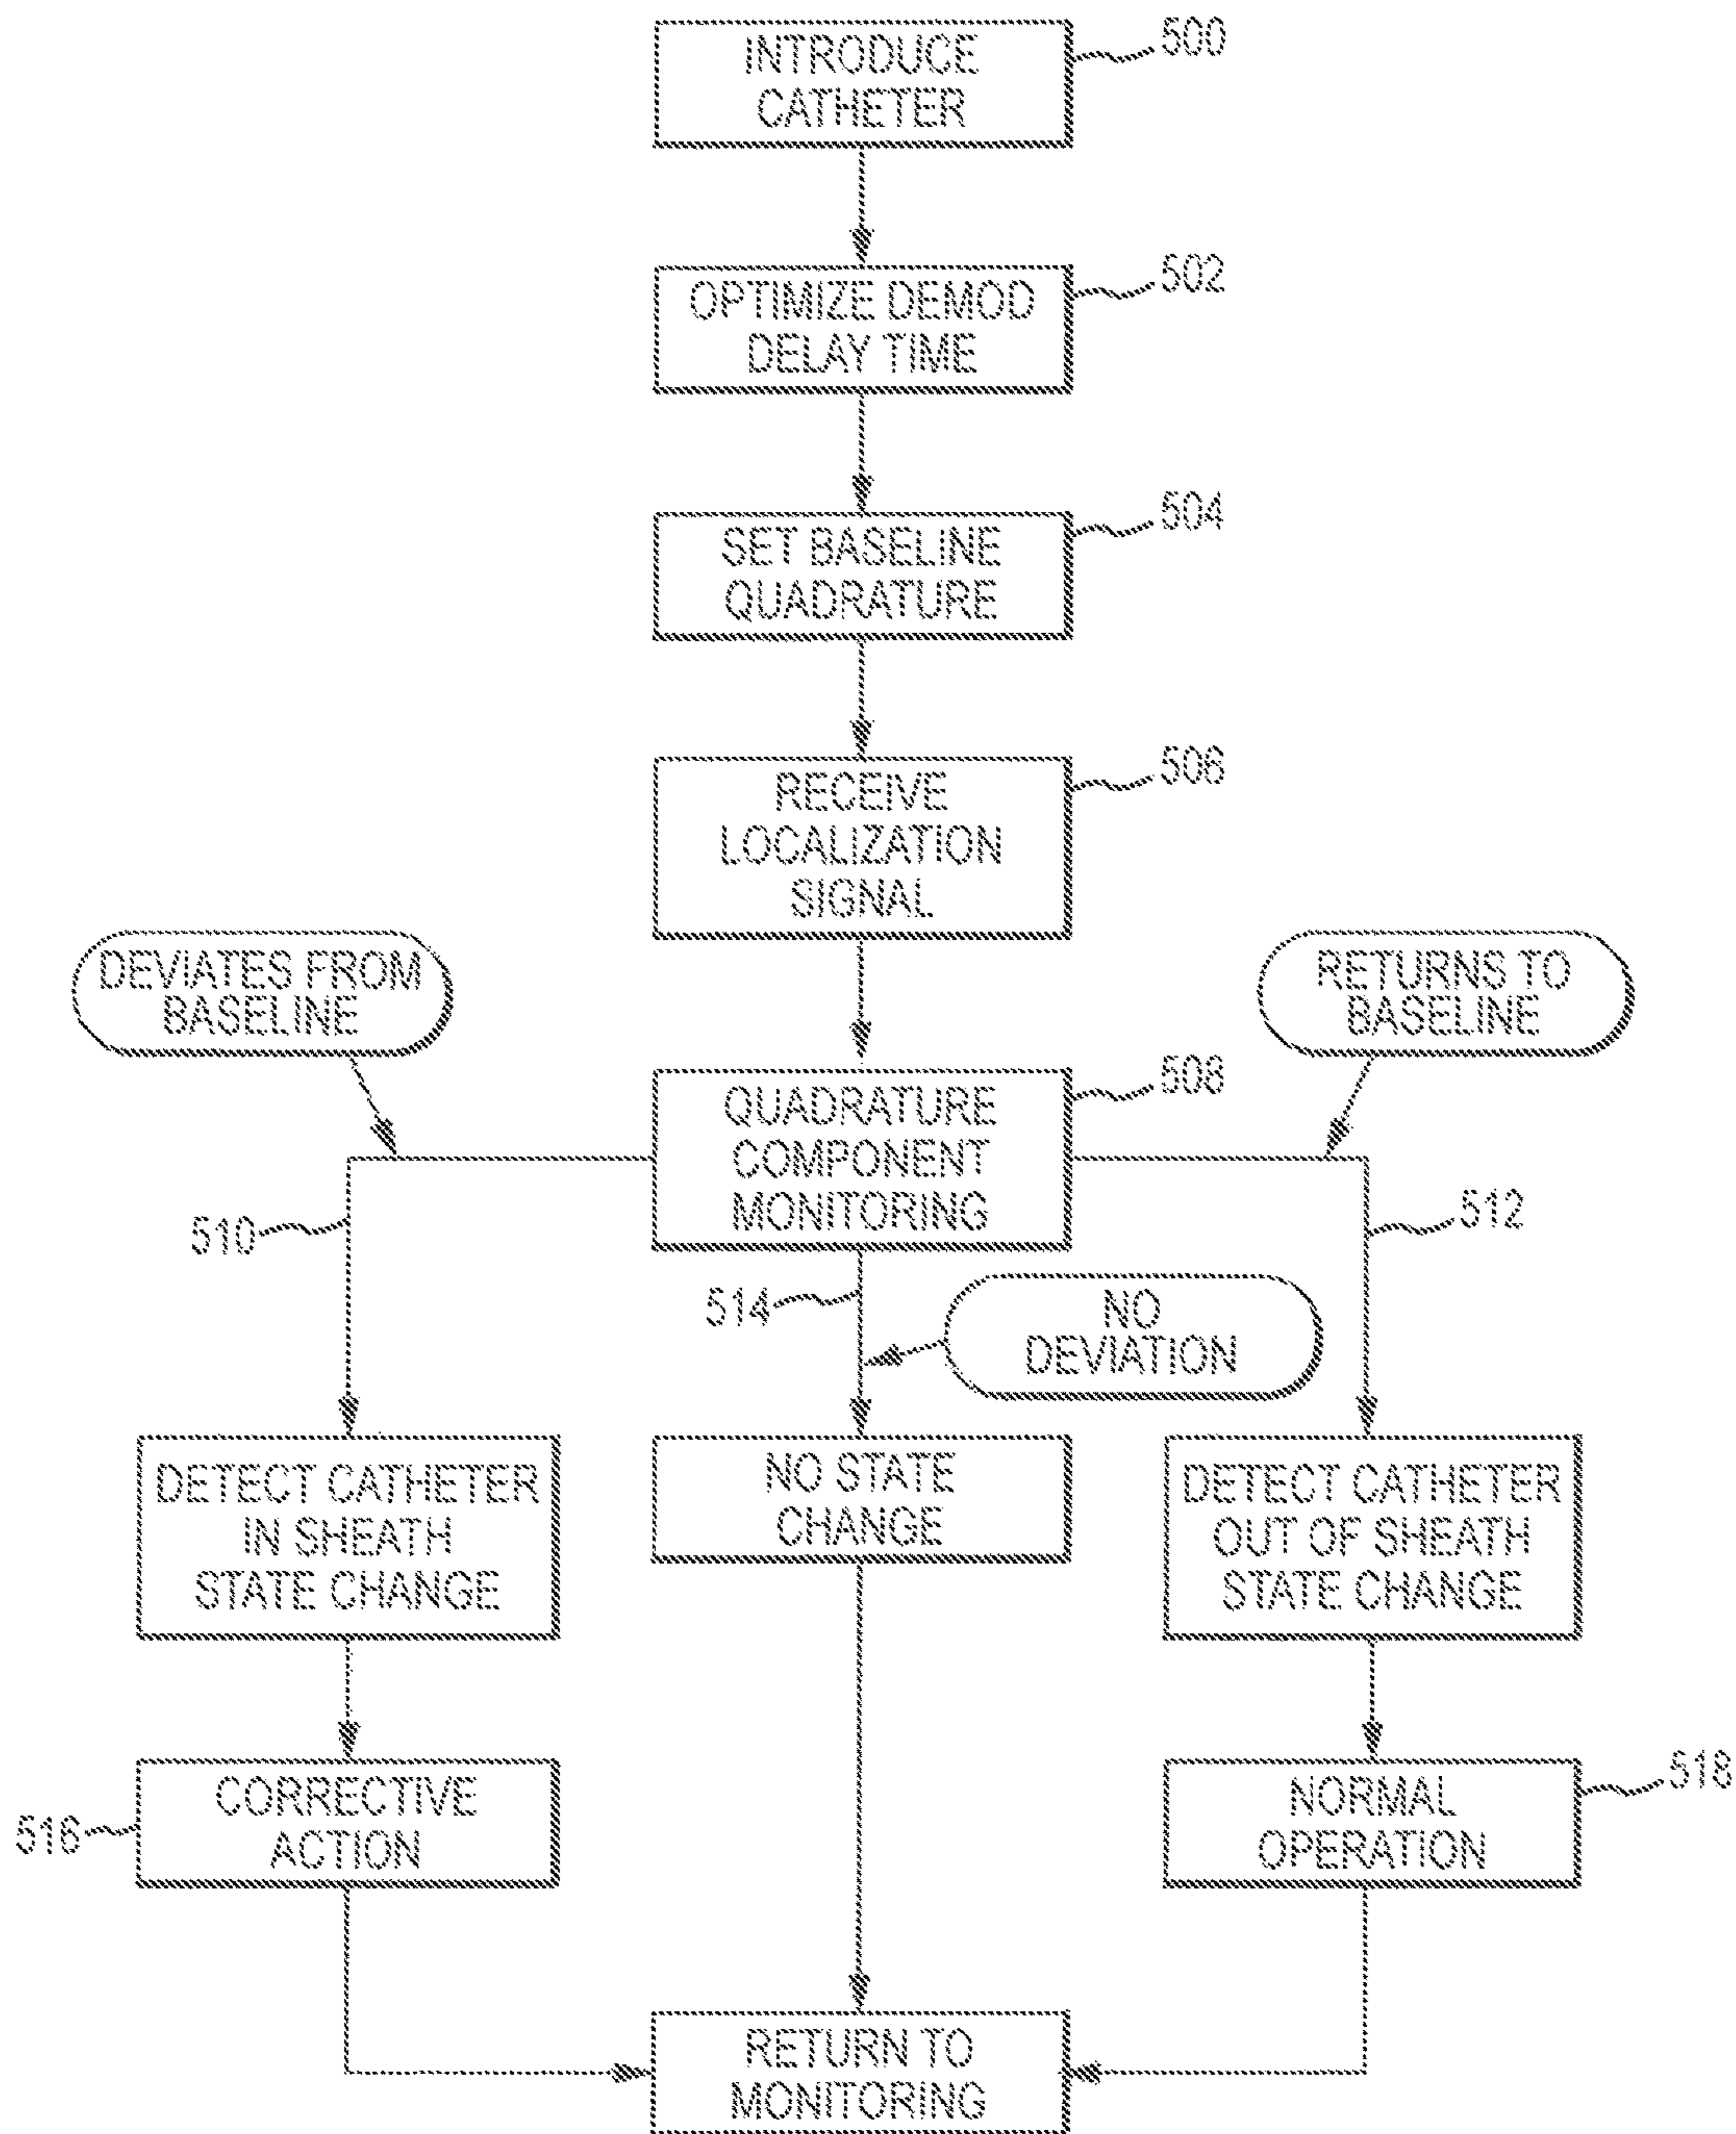 INTRODUCE
CATHETER
500
OPTIMIZE DEMOD
DELAY TIME
502
SET BASELINE
QUADRATURE
504
RECEIVE
LOCALIZATION
SIGNAL
506
DEVIATES FROM
BASELINE
RETURNS TO
BASELINE
QUADRATURE
COMPONENT
MONITORING
508
510
512
514
NO
DEVIATION
DETECT CATHETER
IN SHEATH
STATE CHANGE
NO STATE
CHANGE
DETECT CATHETER
OUT OF SHEATH
STATE CHANGE
CORRECTIVE
ACTION
516
NORMAL
OPERATION
518
RETURN TO
MONITORING